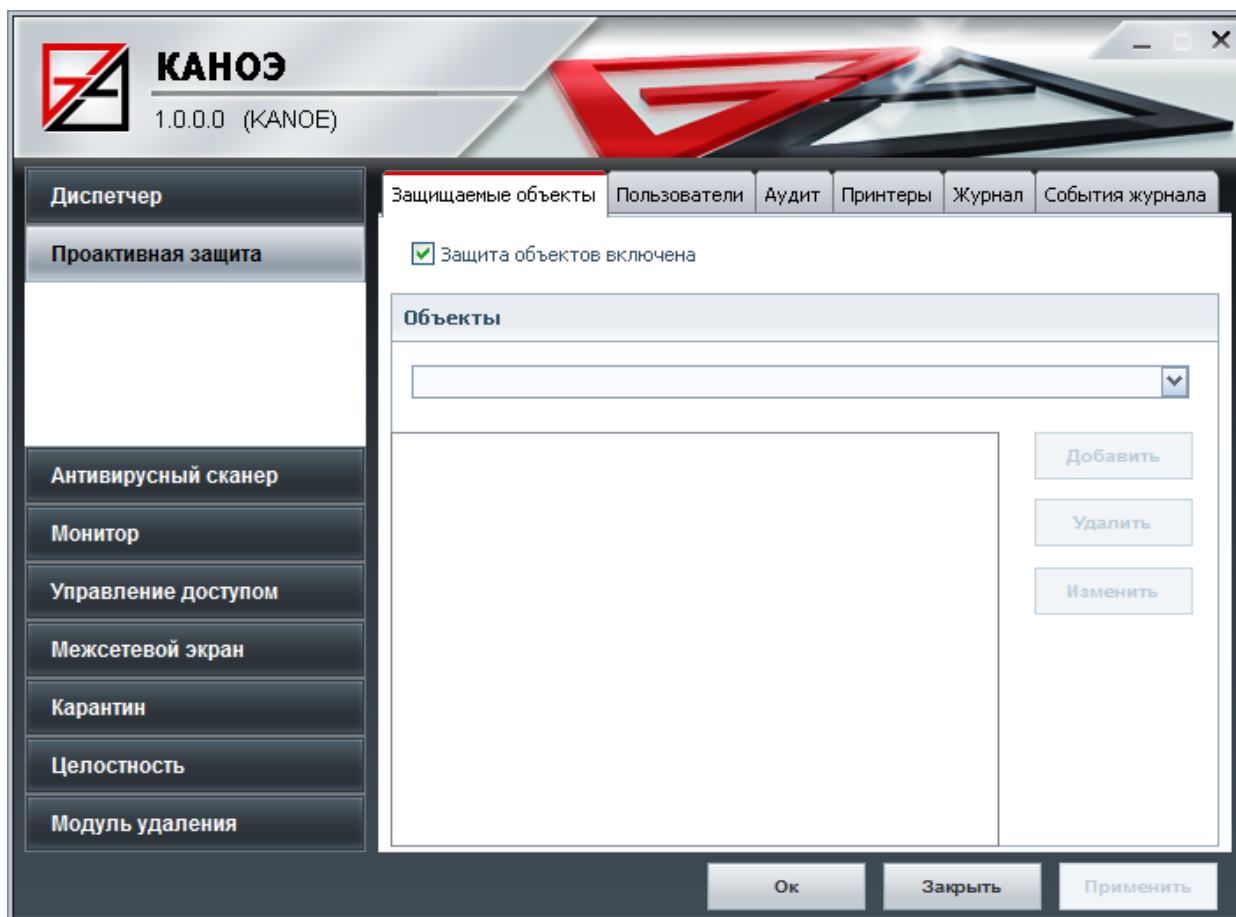 КАНОЭ
1.0.0.0 (KANOE)
Диспетчер
Проактивная защита
Антивирусный сканер
Монитор
Управление доступом
Межсетевой экран
Карантин
Целостность
Модуль удаления
Защищаемые объекты Пользователи Аудит Принтеры Журнал События журнала
Защита объектов включена
Объекты
Добавить
Удалить
Изменить
Ок Закрыть Применить